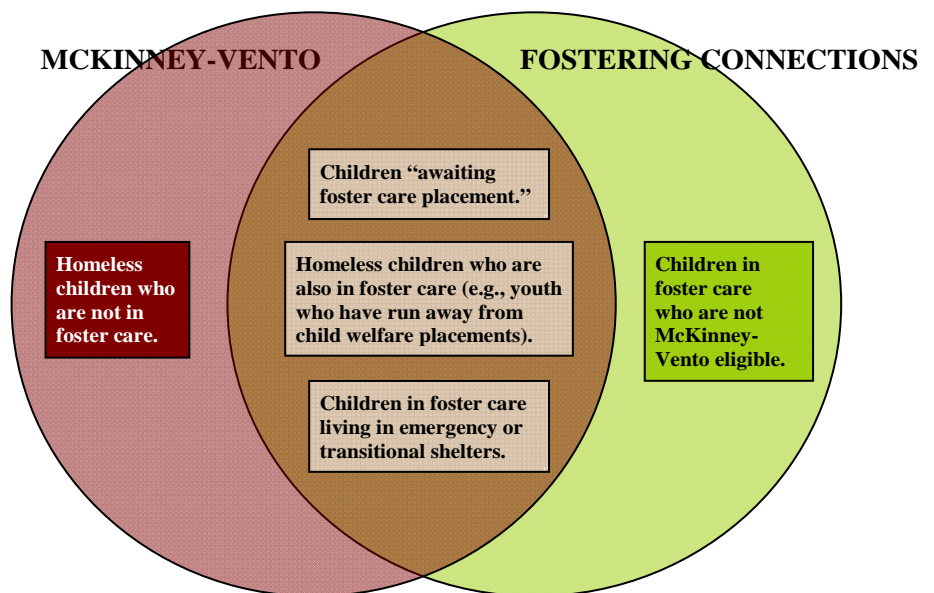 MCKINNEY-VENTO
FOSTERING CONNECTIONS
Children “awaiting
foster care placement.”
Homeless
children who
are not in
foster care.
Homeless children who are
also in foster care (e.g., youth
who have run away from
child welfare placements).
Children in
foster care
who are not
McKinney-
Vento eligible.
Children in foster care
living in emergency or
transitional shelters.